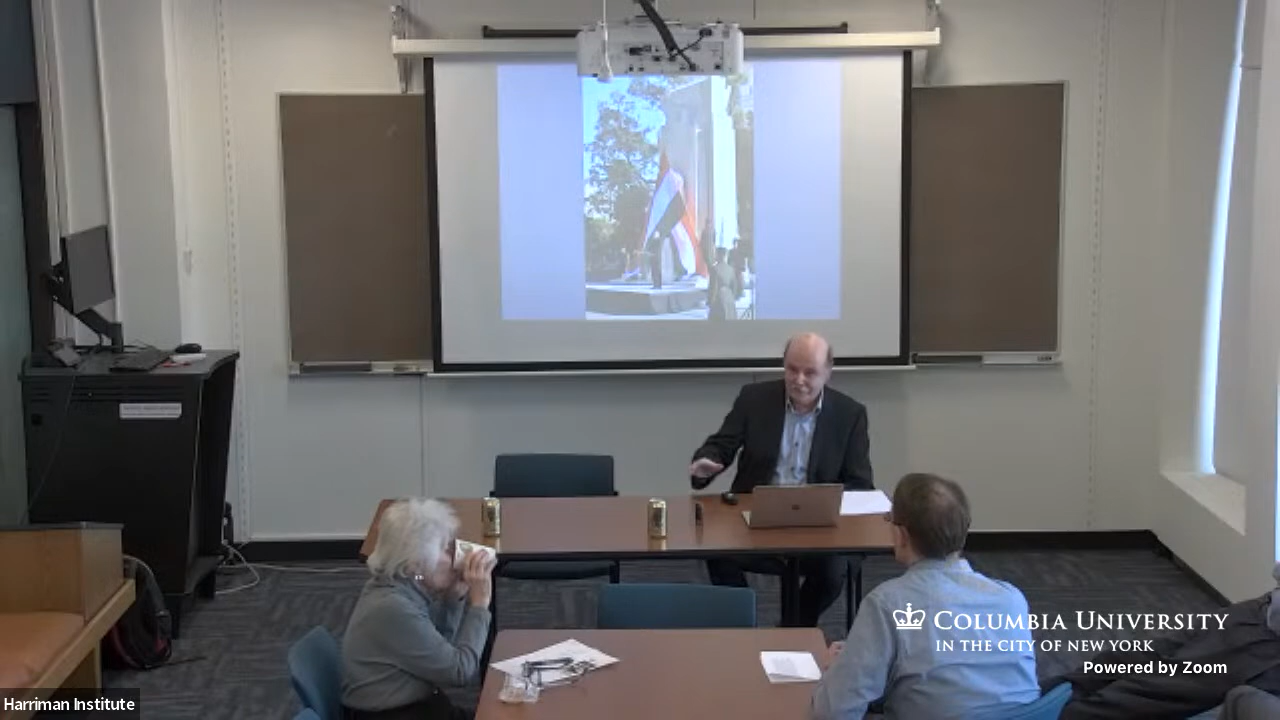 COLUMBIA UNIVERSITY
IN THE CITY OF NEW YORK
Powered by Zoom
Harriman Institute